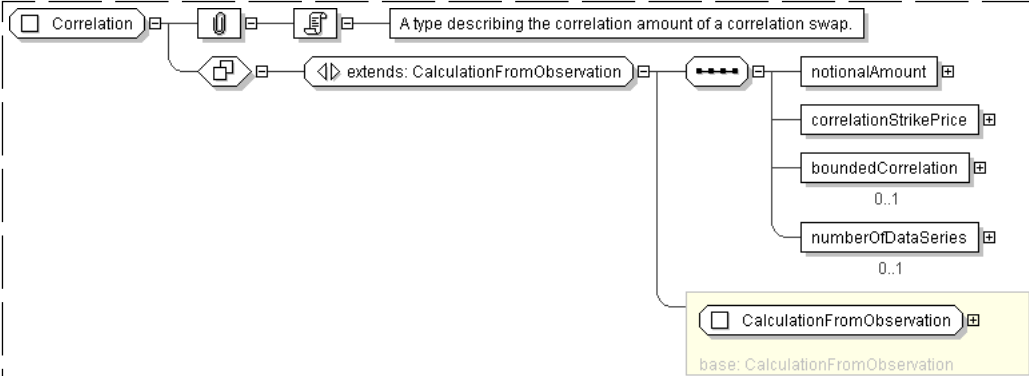 Correlation
A type describing the correlation amount of a correlation swap.
extends: CalculationFromObservation
notionalAmount
correlationStrikePrice
boundedCorrelation
0..1
numberOfDataSeries
0..1
CalculationFromObservation
base: CalculationFromObservation